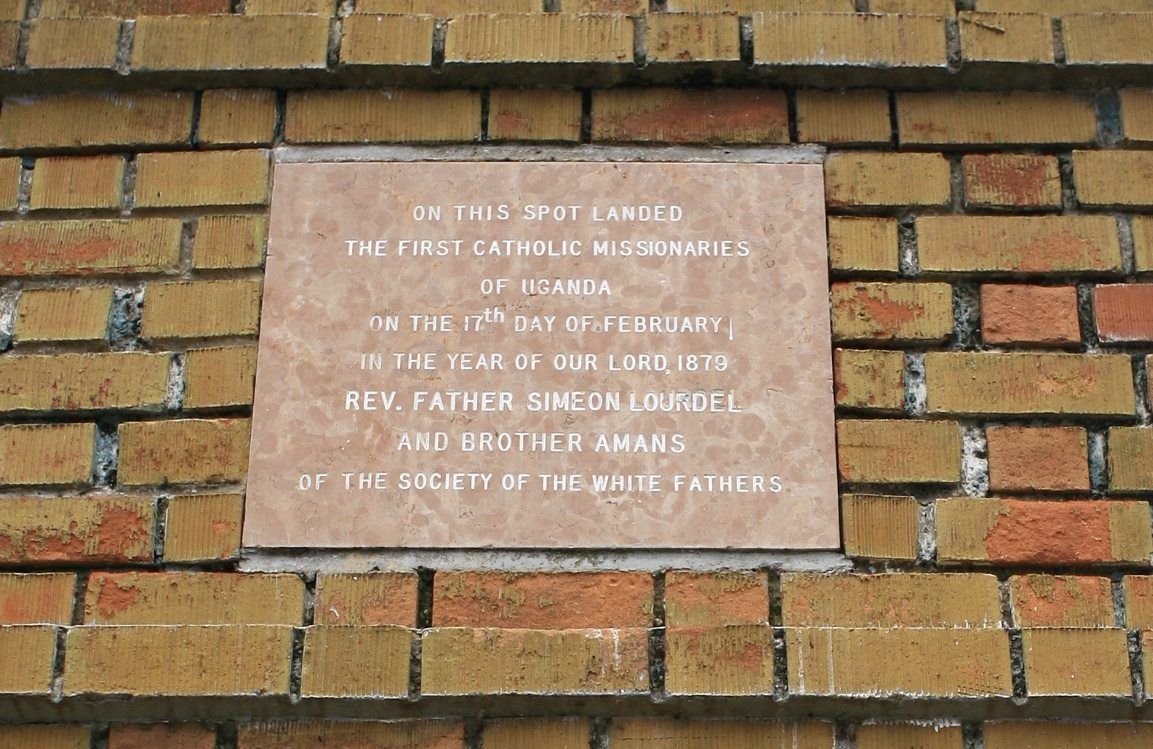 ON THIS SPOT LANDED
THE FIRST CATHOLIC MISSIONARIES
OF UGANDA
ON THE 17th DAY OF FEBRUARY,
IN THE YEAR OF OUR LORD, 1879
REV. FATHER SIMEON LOURDEL
AND BROTHER AMANS
OF THE SOCIETY OF THE WHITE FATHERS